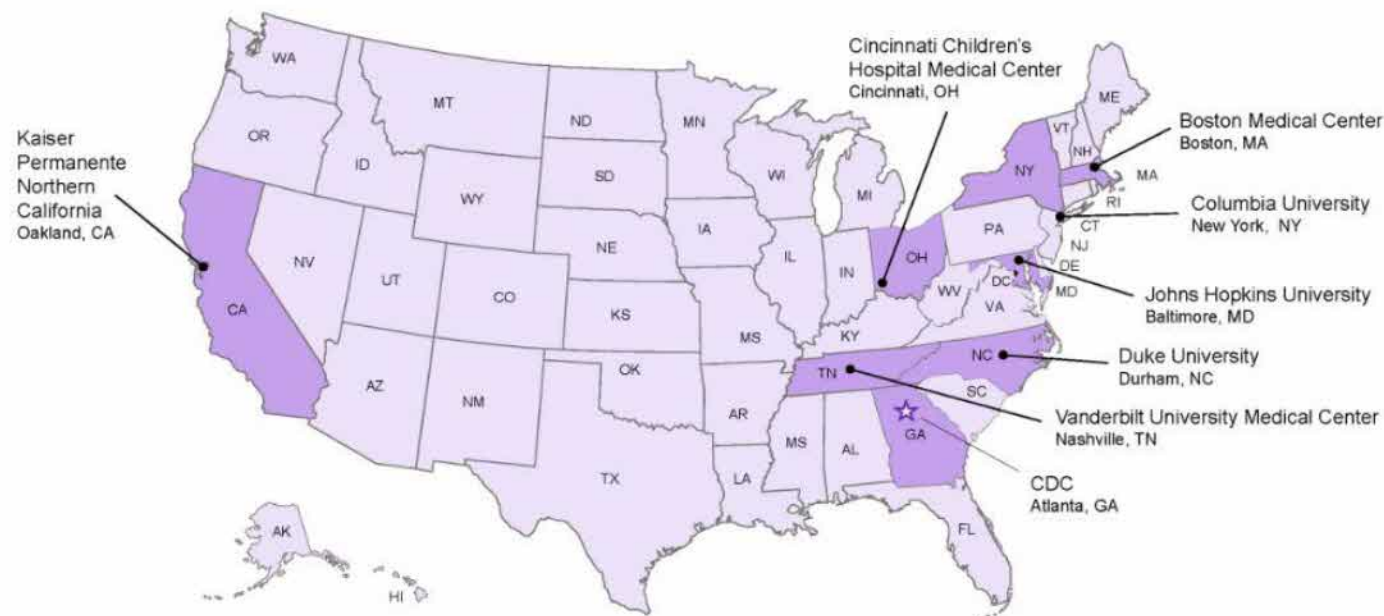 Cincinnati Children's
Hospital Medical Center
Cincinnati, OH
Boston Medical Center
Boston, MA
Columbia University
New York, NY
Johns Hopkins University
Baltimore, MD
Duke University
Durham, NC
Vanderbilt University Medical Center
Nashville, TN
CDC
Atlanta, GA
Kaiser
Permanente
Northern
California
Oakland, CA
WA
MT
ND
MN
ME
VT
NH
OR
ID
SD
WI
MI
NY
MA
RI
CT
WY
IA
PA
NJ
NE
NV
UT
CO
IL
IN
OH
DE
DC
MD
WV
VA
CA
KS
MS
KY
AZ
NM
OK
AR
TN
NC
SC
MS
AL
GA
TX
LA
FL
AK
HI